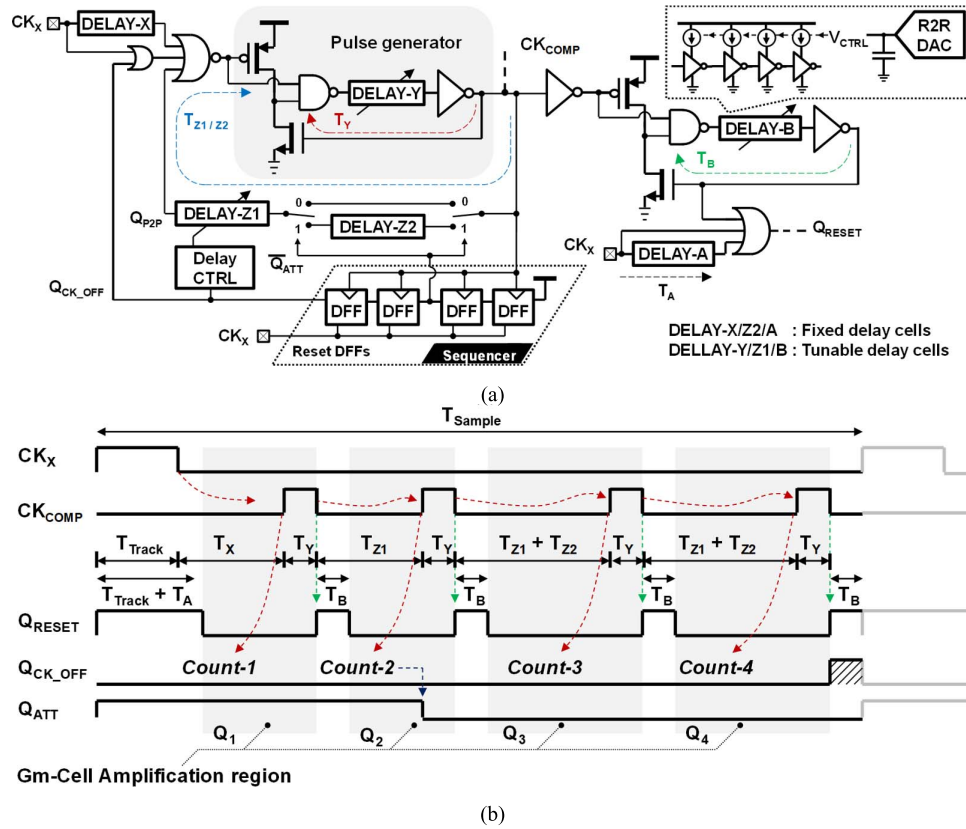 CKX
DELAY-X
Pulse generator
CKCOMP
VCTRL
R2R
DAC
DELAY-Y
TZ1 / Z2
TY
DELAY-B
TB
QP2P
DELAY-Z1
0
0
DELAY-Z2
1
1
Delay
CTRL
QATT
QCK_OFF
DFF
DFF
DFF
DFF
CKX
Reset DFFs
Sequencer
CKX
DELAY-A
QRESET
TA
DELAY-X/Z2/A : Fixed delay cells
DELLAY-Y/Z1/B : Tunable delay cells
(a)
TSample
CKX
CKCOMP
TTrack
TX
TY
TZ1
TY
TZ1 + TZ2
TY
TZ1 + TZ2
TY
TTrack + TA
TB
TB
TB
TB
QRESET
Count-1
Count-2
Count-3
Count-4
QCK_OFF
QATT
Q1
Q2
Q3
Q4
Gm-Cell Amplification region
(b)